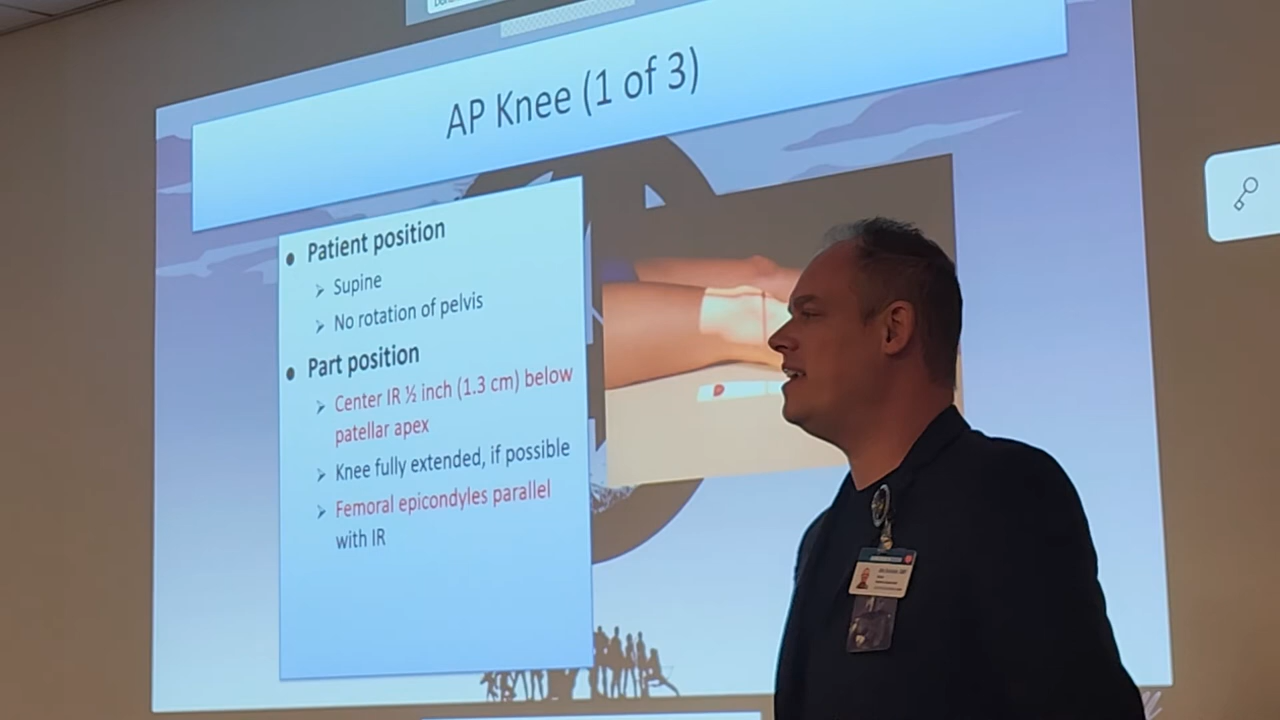 AP Knee (1 of 3)
• Patient position
➢ Supine
➢ No rotation of pelvis
• Part position
➢ Center IR ½ inch (1.3 cm) below
patellar apex
➢ Knee fully extended, if possible
➢ Femoral epicondyles parallel
with IR